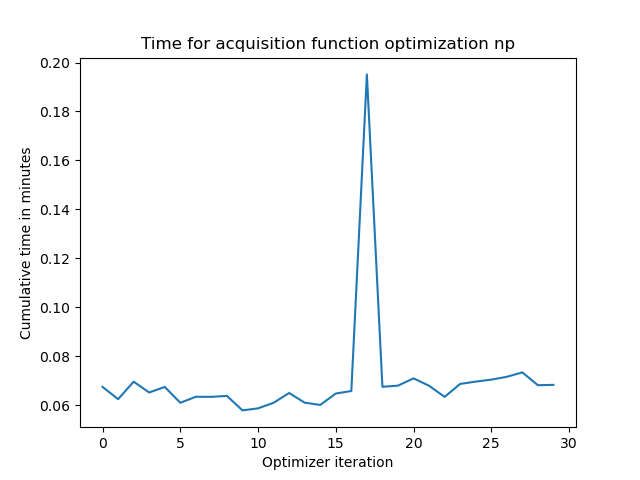 Time for acquisition function optimization np
0.20
0.18
0.16
0.14
0.12
0.10
0.08
0.06
Cumulative time in minutes
0 5 10 15 20 25 30
Optimizer iteration